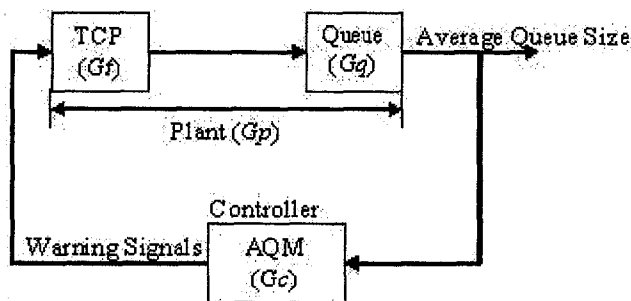 TCP
(Gf)
Queue
(Gq)
Average Queue Size
Plant (Gp)
Controller
Warning Signals
AQM
(Gc)